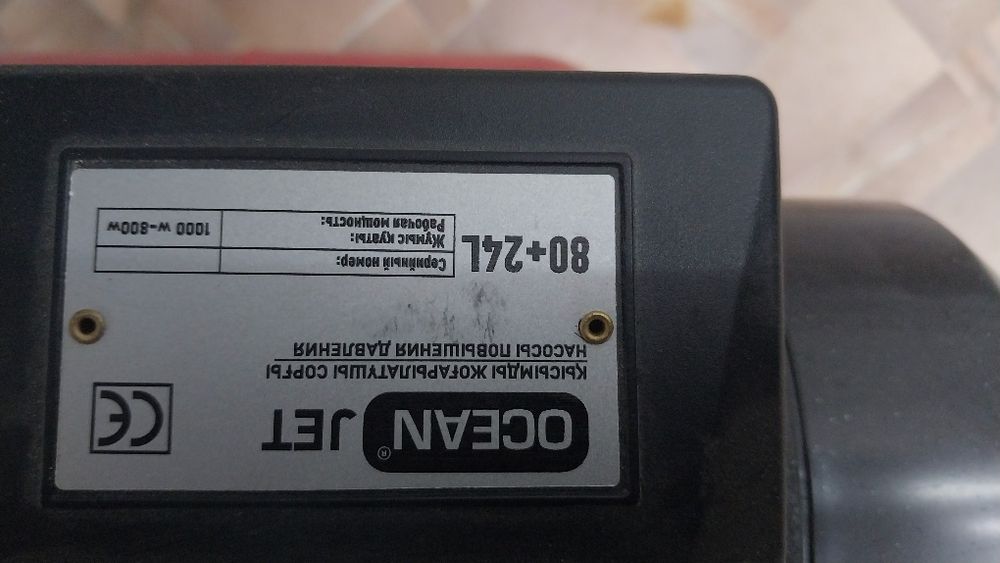 OCEAN® JET
CE
ҚЫСЫМДЫ ЖОҒАРЫЛАТУШЫ СОРҒЫ
НАСОСЫ ПОВЫШЕНИЯ ДАВЛЕНИЯ
80+24L
Серийный номер:
Жұмыс қуаты:
Рабочая мощность:
1000 w-800w